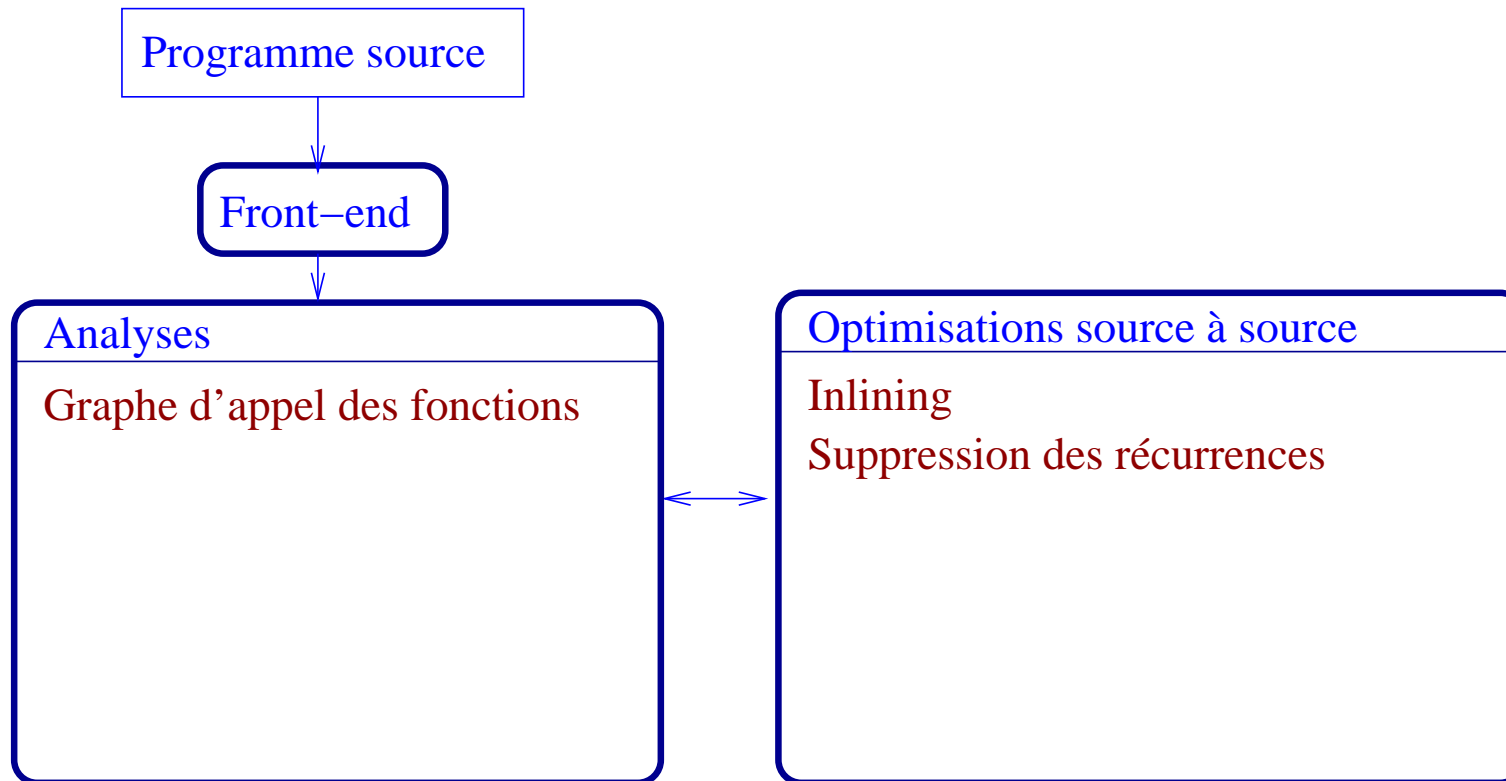 Programme source
Front−end
Analyses
Graphe d’appel des fonctions
Optimisations source à source
Inlining
Suppression des récurrences